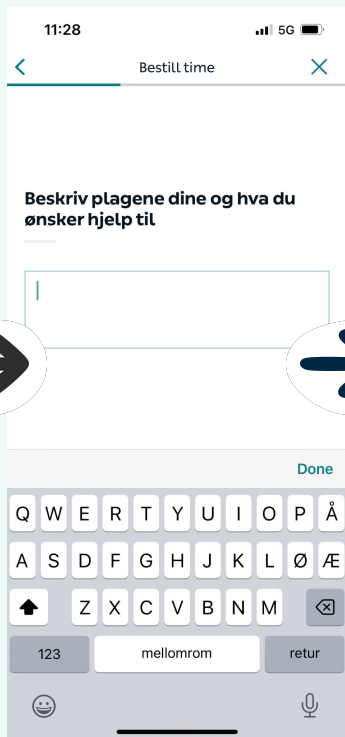 11:28
5G
Bestill time
Beskriv plagene dine og hva du
ønsker hjelp til
Done
Q W E R T Y U I O P Å
A S D F G H J K L Ø Æ
Z X C V B N M
123 mellomrom retur